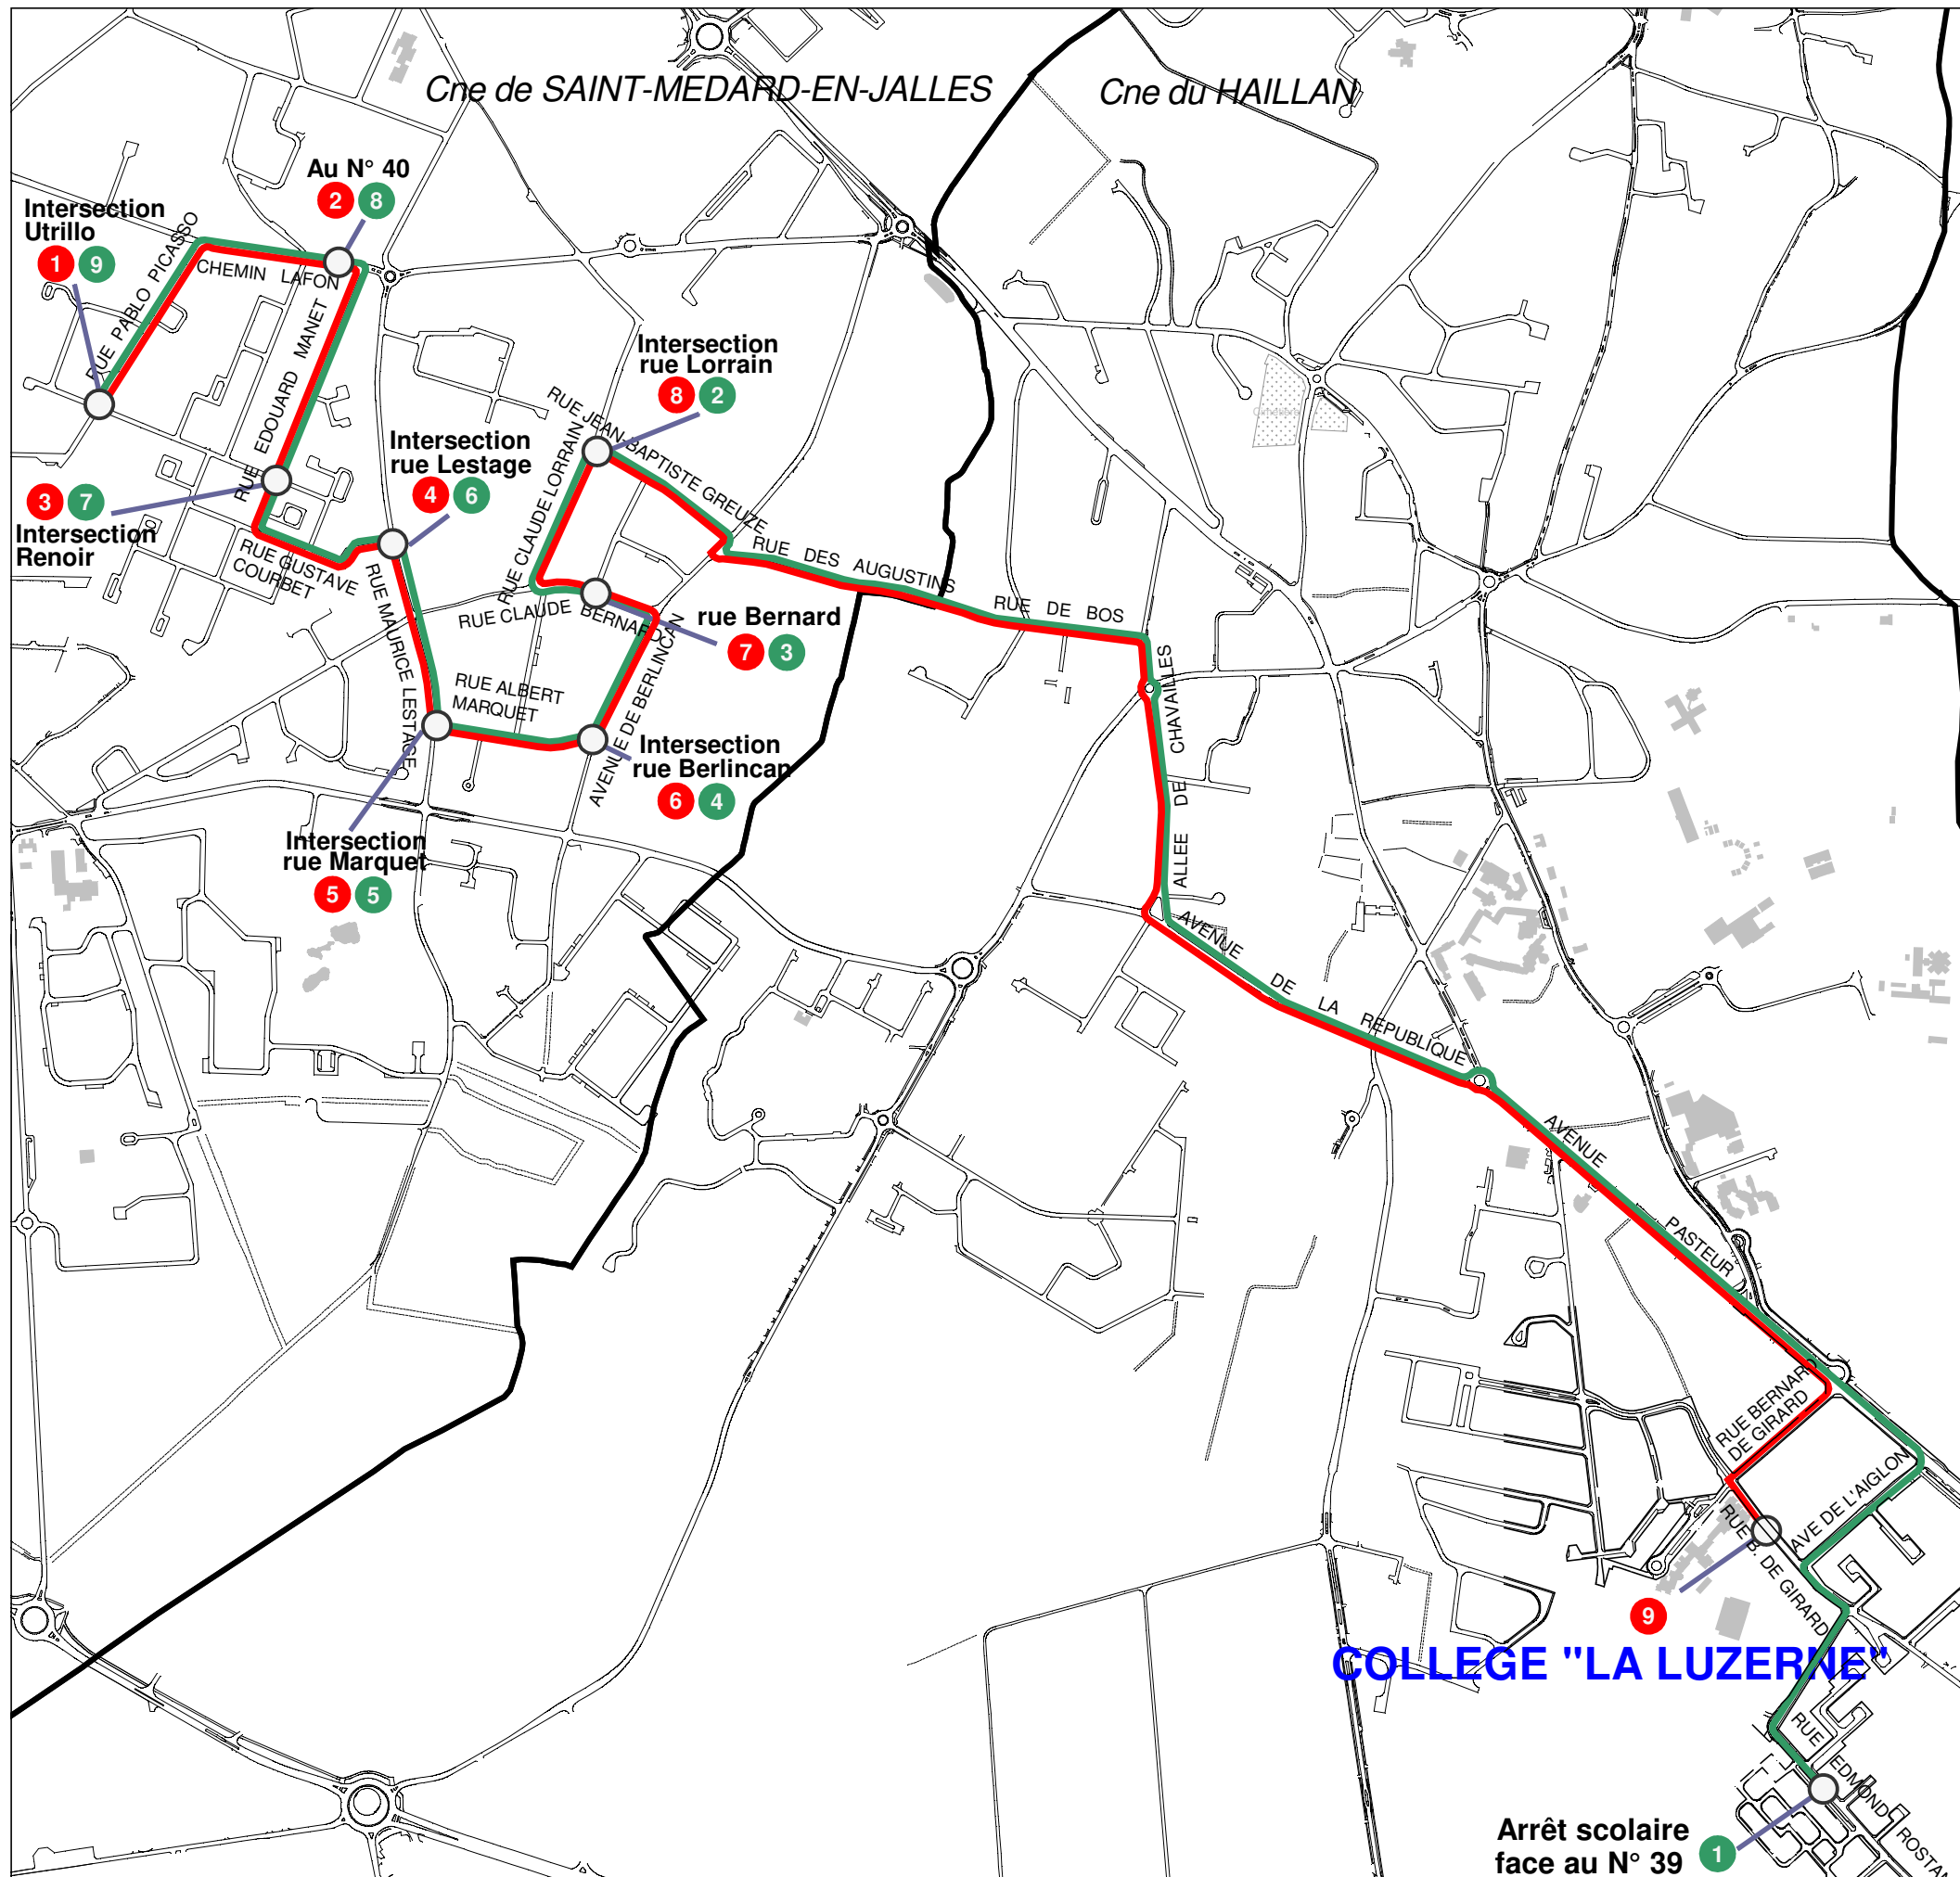 Cne de SAINT-MEDARD-EN-JALLES
Cne du HAILLAN
Au N° 40
2 8
Intersection
Utrillo
1 9
RUE PABLO PICASSO
CHEMIN LAFON
RUE EDOUARD MANET
3 7
Intersection
Renoir
RUE GUSTAVE
COURBET
Intersection
rue Lestage
4 6
RUE MAURICE LESTAGE
Intersection
rue Lorrain
8 2
RUE JEAN-BAPTISTE GREUZE
RUE CLAUDE LORRAIN
RUE CLAUDE BERNARD
rue Bernard
7 3
RUE ALBERT
MARQUET
AVENUE DE BERLINCAN
Intersection
rue Berlincan
6 4
Intersection
rue Marquet
5 5
RUE DES AUGUSTINS
RUE DE BOS
ALLEE DE CHAVAILLES
AVENUE DE LA REPUBLIQUE
AVENUE PASTEUR
RUE BERNARD
DE GIRARD
AVE DE L'AIGLON
RUE B. DE GIRARD
9
COLLEGE "LA LUZERNE"
RUE EDMOND ROSTAN
Arrêt scolaire
face au N° 39
1